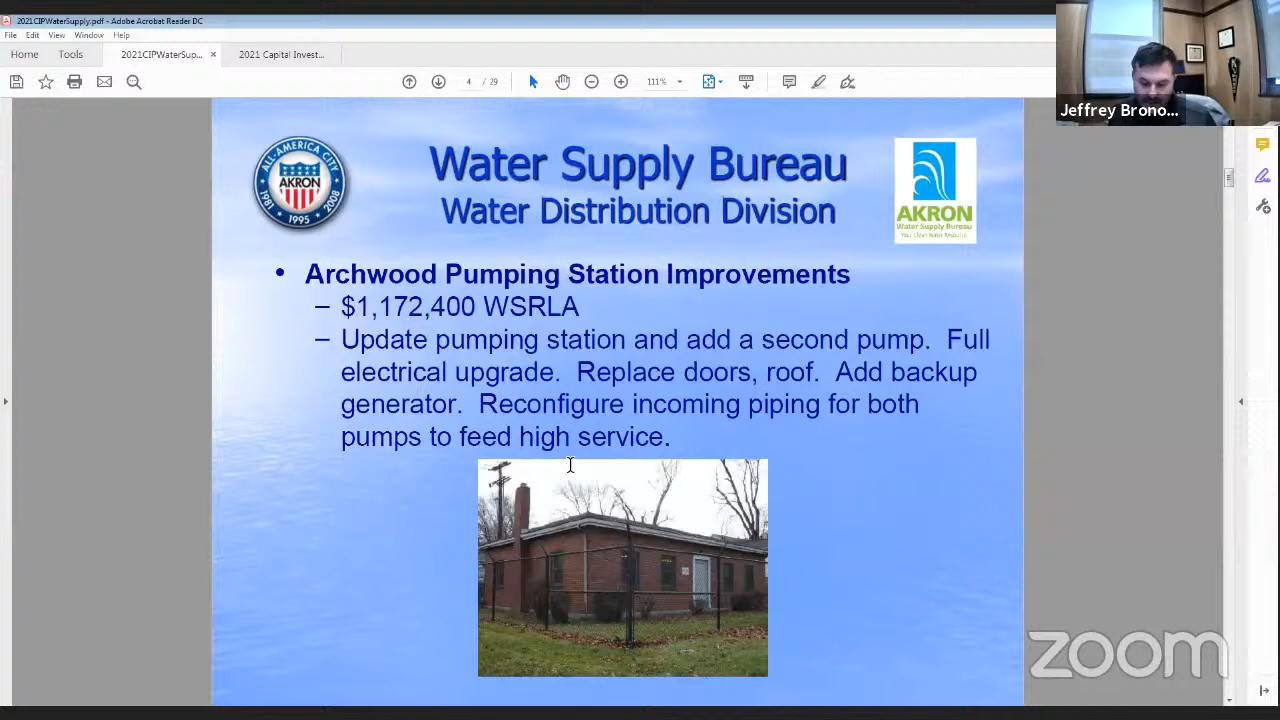 2021CIPWaterSupply.pdf - Adobe Acrobat Reader DC
File Edit View Window Help
Home Tools 2021CIPWaterSup... × 2021 Capital Invest...
4 / 29 111%
Jeffrey Brono...
ALL-AMERICA CITY
AKRON
1981 1995 2008
Water Supply Bureau
Water Distribution Division
AKRON
Water Supply Bureau
• Archwood Pumping Station Improvements
– $1,172,400 WSRLA
– Update pumping station and add a second pump. Full
electrical upgrade. Replace doors, roof. Add backup
generator. Reconfigure incoming piping for both
pumps to feed high service.
zoom